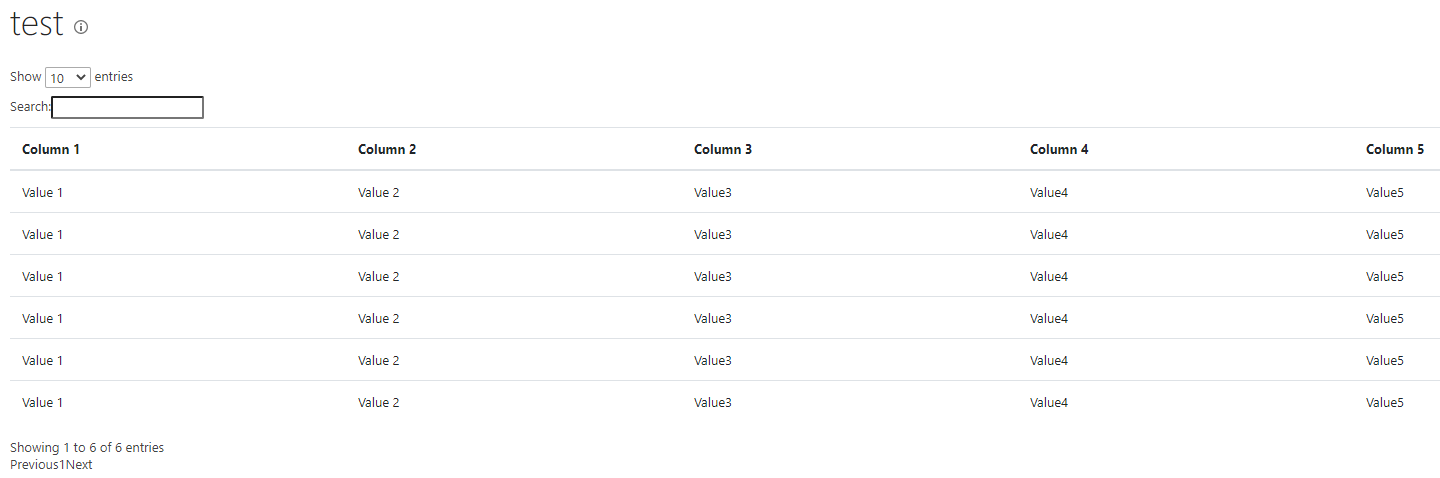 test
Show 10 entries
Search:
Column 1 Column 2 Column 3 Column 4 Column 5
Value 1 Value 2 Value3 Value4 Value5
Value 1 Value 2 Value3 Value4 Value5
Value 1 Value 2 Value3 Value4 Value5
Value 1 Value 2 Value3 Value4 Value5
Value 1 Value 2 Value3 Value4 Value5
Value 1 Value 2 Value3 Value4 Value5
Showing 1 to 6 of 6 entries
Previous1Next